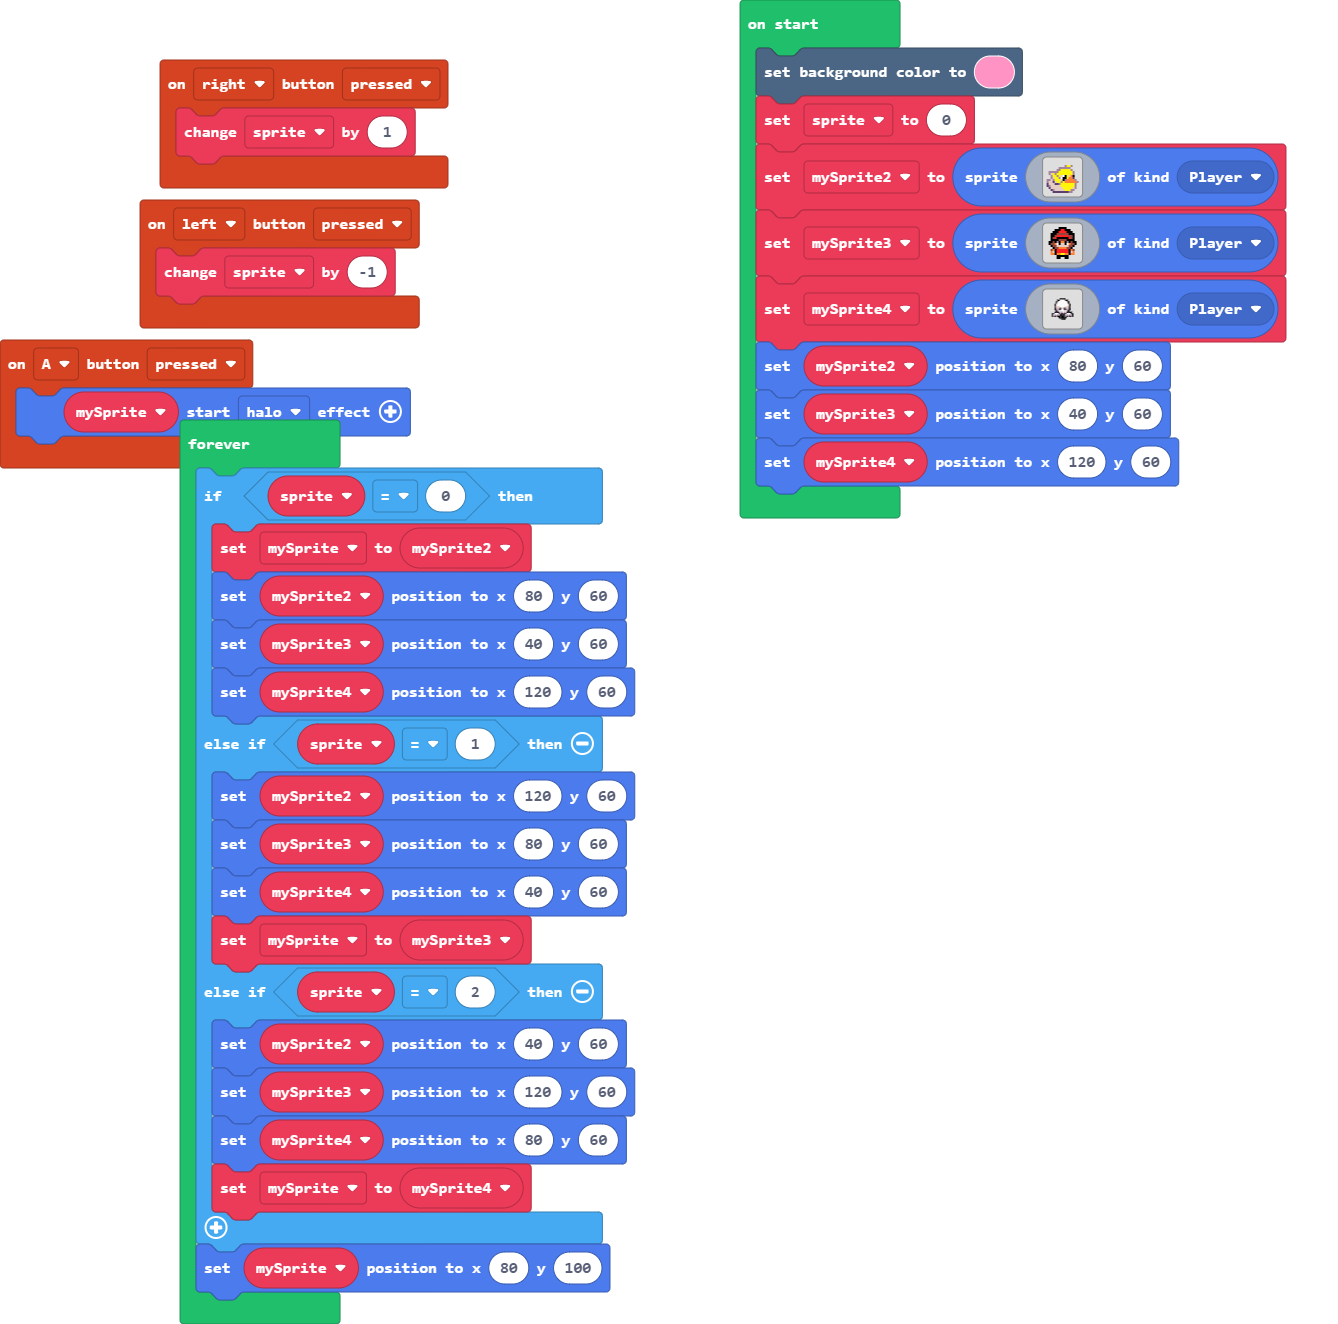 on right button pressed
change sprite by 1
on left button pressed
change sprite by -1
on A button pressed
mySprite start halo effect
forever
if sprite = 0 then
set mySprite to mySprite2
set mySprite2 position to x 80 y 60
set mySprite3 position to x 40 y 60
set mySprite4 position to x 120 y 60
else if sprite = 1 then
set mySprite2 position to x 120 y 60
set mySprite3 position to x 80 y 60
set mySprite4 position to x 40 y 60
set mySprite to mySprite3
else if sprite = 2 then
set mySprite2 position to x 40 y 60
set mySprite3 position to x 120 y 60
set mySprite4 position to x 80 y 60
set mySprite to mySprite4
set mySprite position to x 80 y 100
on start
set background color to
set sprite to 0
set mySprite2 to sprite of kind Player
set mySprite3 to sprite of kind Player
set mySprite4 to sprite of kind Player
set mySprite2 position to x 80 y 60
set mySprite3 position to x 40 y 60
set mySprite4 position to x 120 y 60